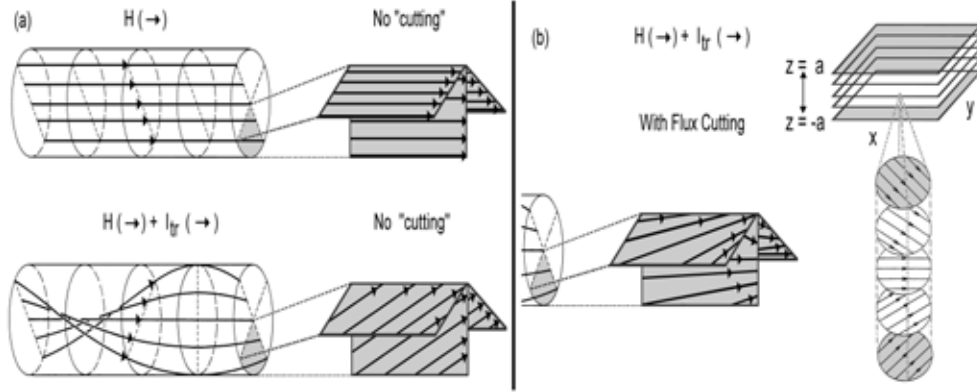 (a)
H (→)
No "cutting"
H (→) + I_tr (→)
No "cutting"
(b)
H (→) + I_tr (→)
With Flux Cutting
z = a
z = -a
y
x